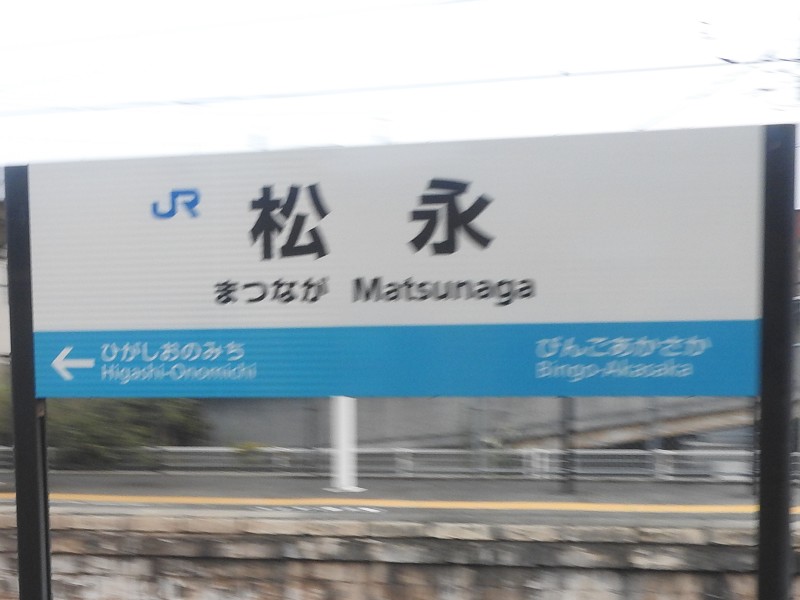 JR 松永
まつなが Matsunaga
← ひがしおのみち びんごあかさか
Higashi-Onomichi Bingo-Akasaka